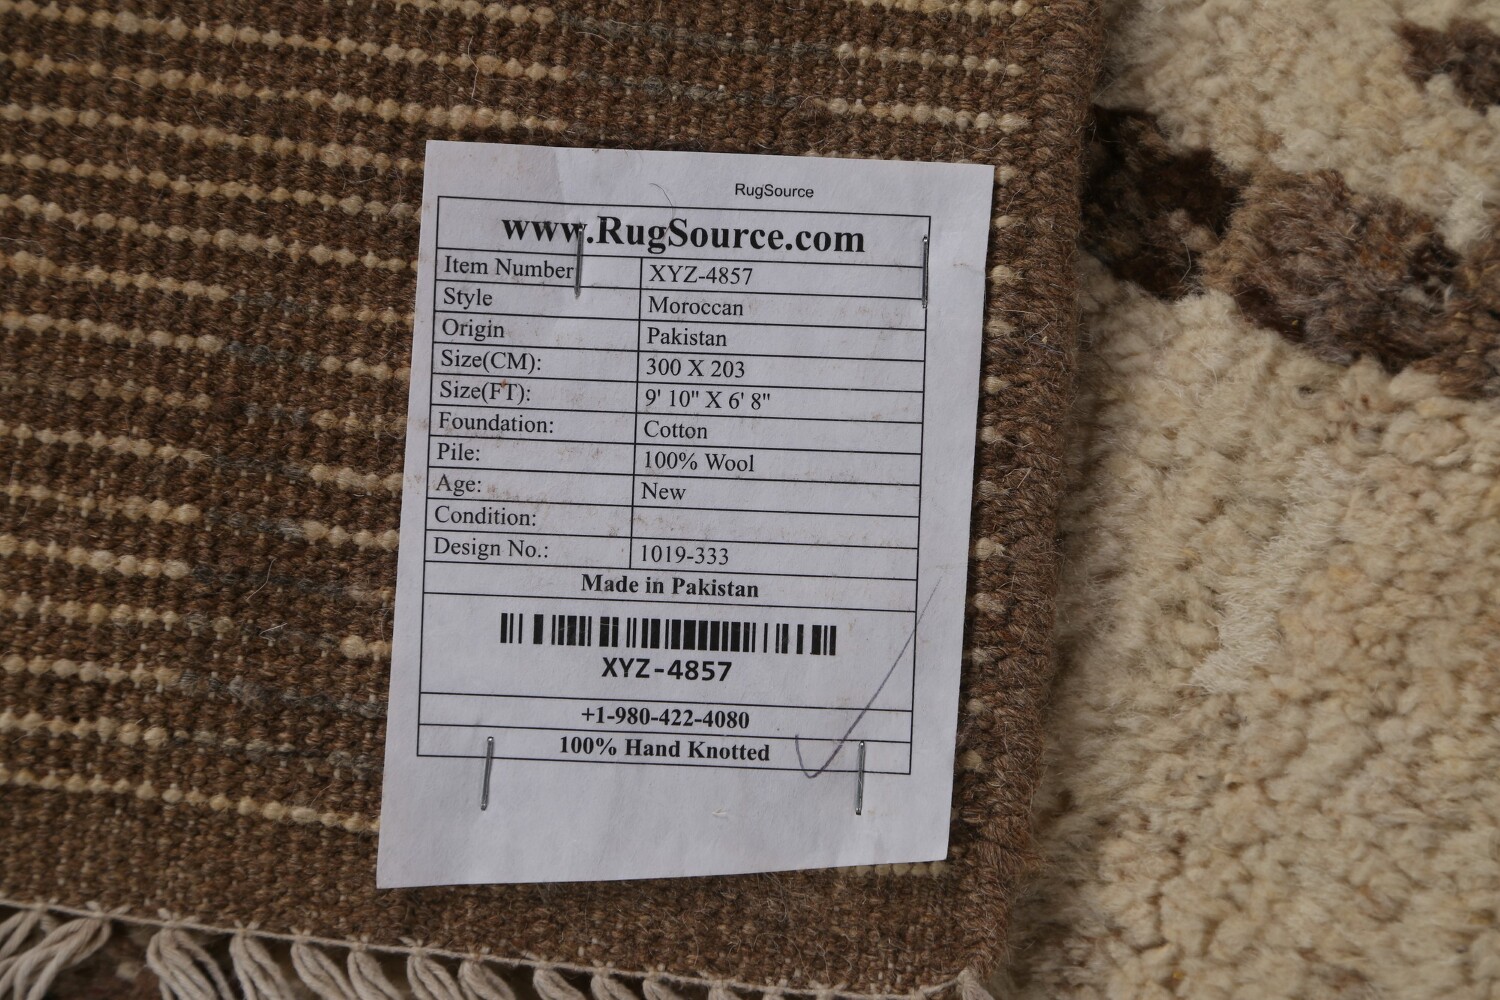 RugSource
www.RugSource.com
Item Number XYZ-4857
Style Moroccan
Origin Pakistan
Size(CM): 300 X 203
Size(FT): 9' 10" X 6' 8"
Foundation: Cotton
Pile: 100% Wool
Age: New
Condition:
Design No.: 1019-333
Made in Pakistan
XYZ-4857
+1-980-422-4080
100% Hand Knotted